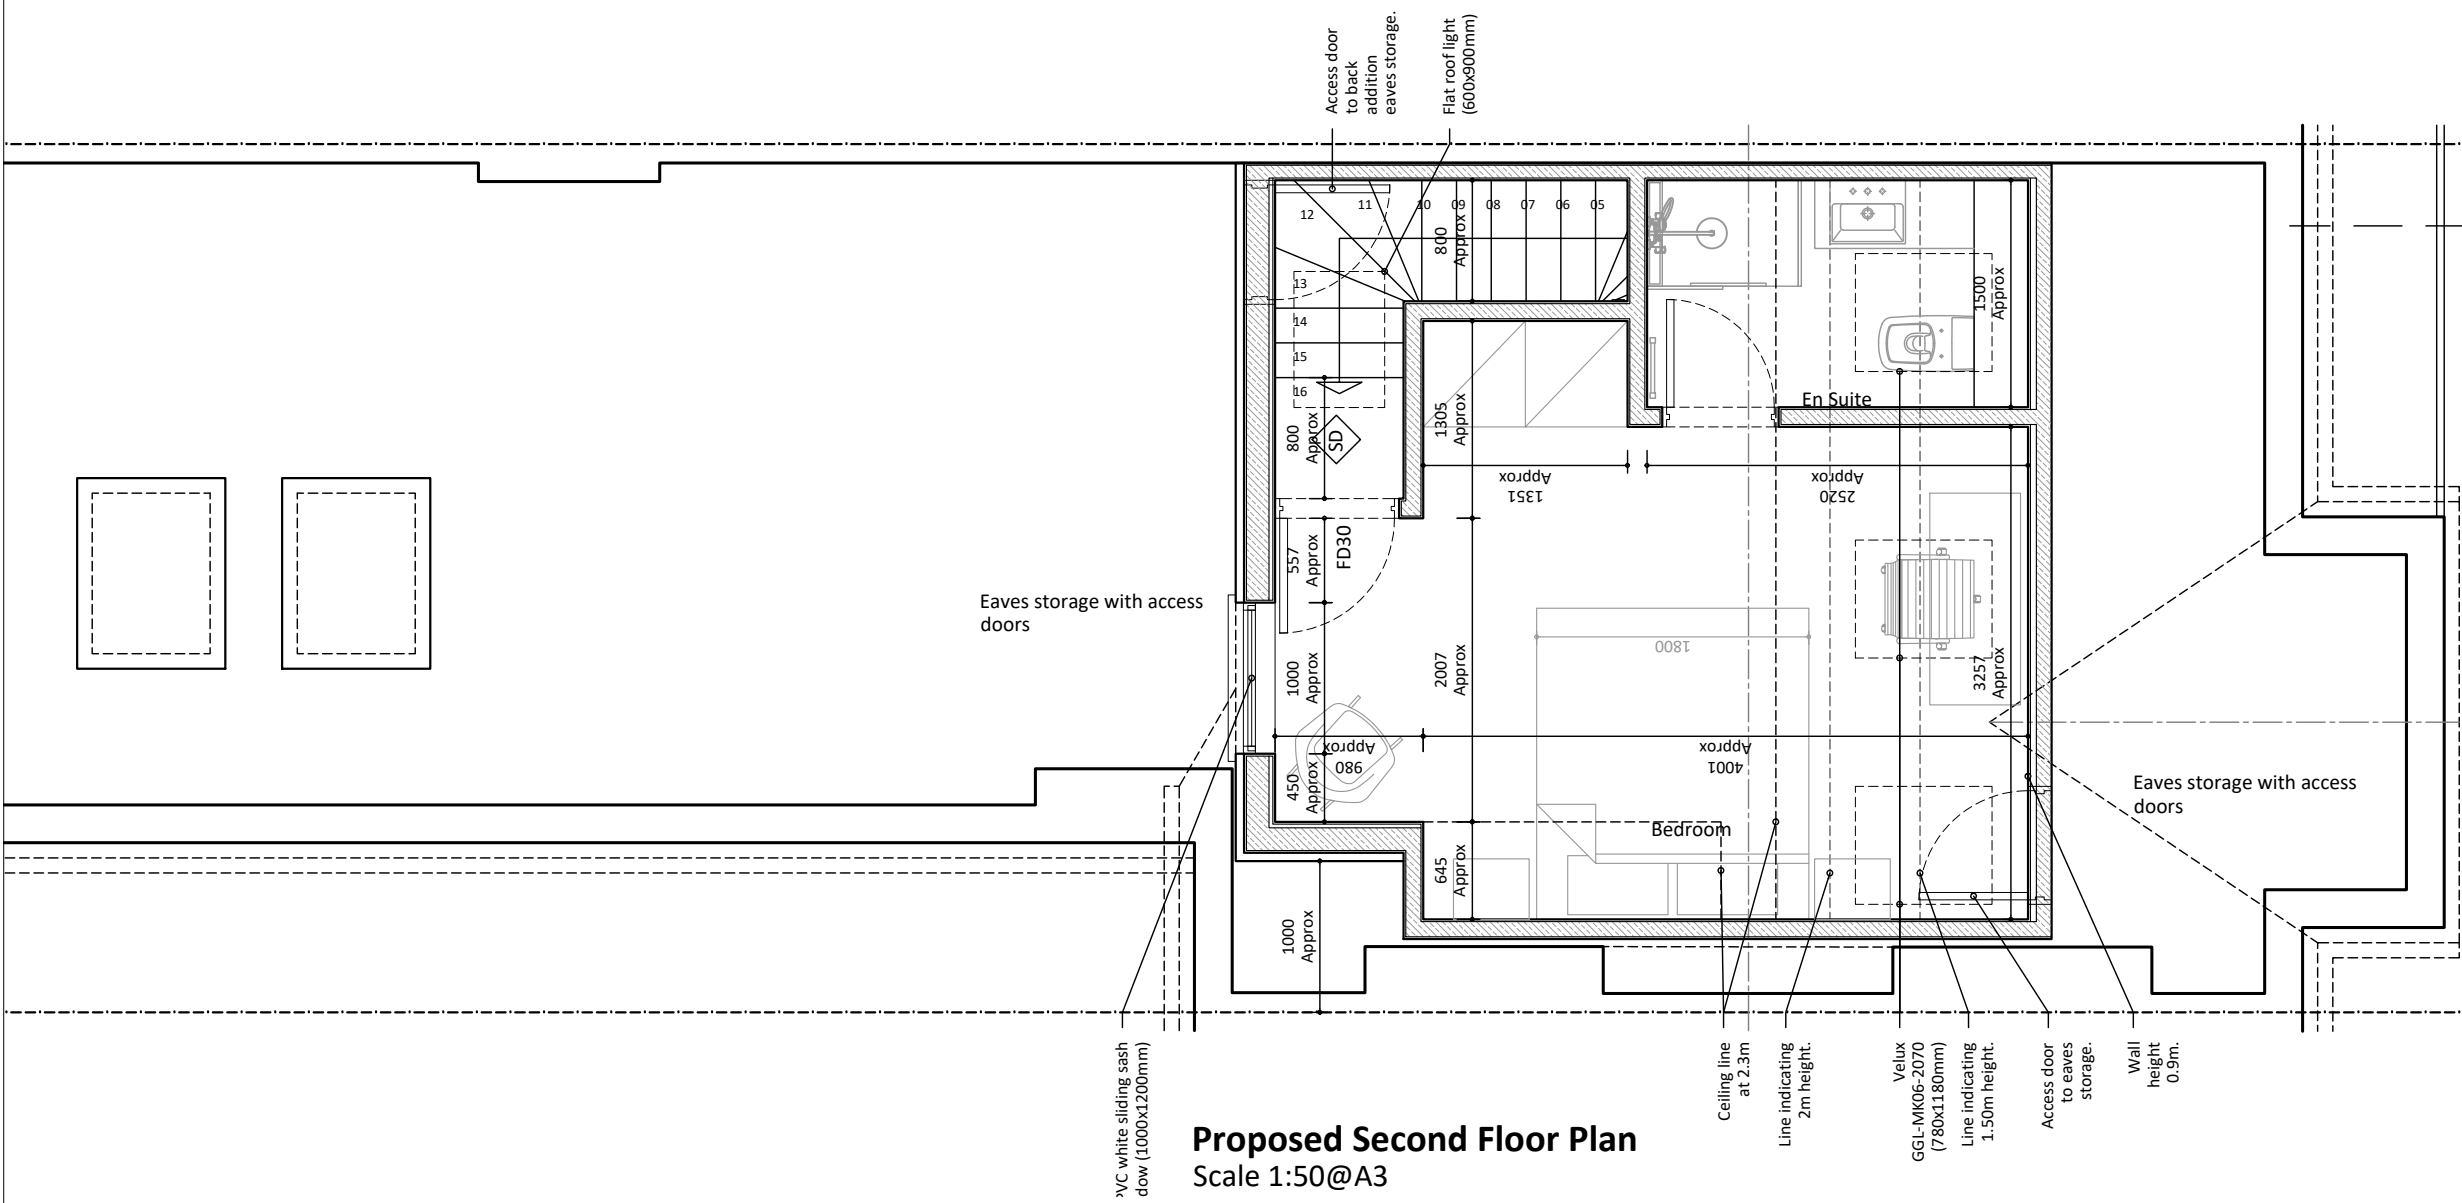 Access door
to back
addition
eaves storage.
Flat roof light
(600x900mm)
12
11
10
09
08
07
06
05
13
14
15
16
800
Approx
1500
Approx
En Suite
800
Approx
SD
1305
Approx
1351
Approx
2520
Approx
557
Approx
FD30
Eaves storage with access
doors
1000
Approx
2007
Approx
1800
3257
Approx
450
Approx
980
Approx
4001
Approx
Bedroom
645
Approx
Eaves storage with access
doors
1000
Approx
PVC white sliding sash
dow (1000x1200mm)
Ceiling line
at 2.3m
Line indicating
2m height.
Velux
GGL-MK06-2070
(780x1180mm)
Line indicating
1.50m height.
Access door
to eaves
storage.
Wall
height
0.9m.
Proposed Second Floor Plan
Scale 1:50@A3